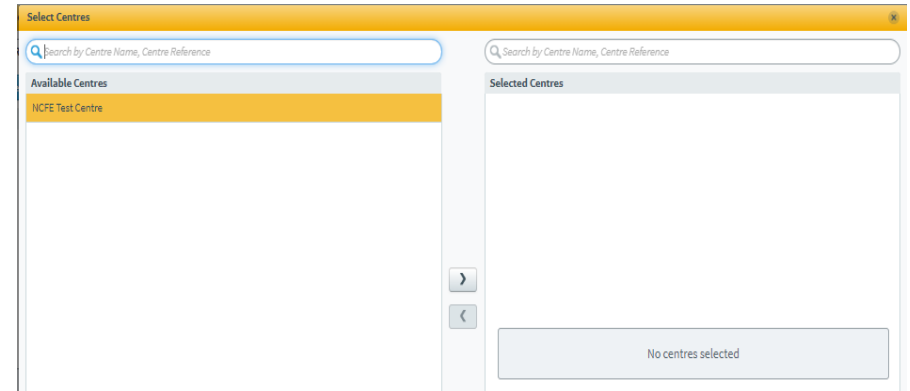 Select Centres
Search by Centre Name, Centre Reference
Search by Centre Name, Centre Reference
Available Centres
Selected Centres
NCFE Test Centre
No centres selected